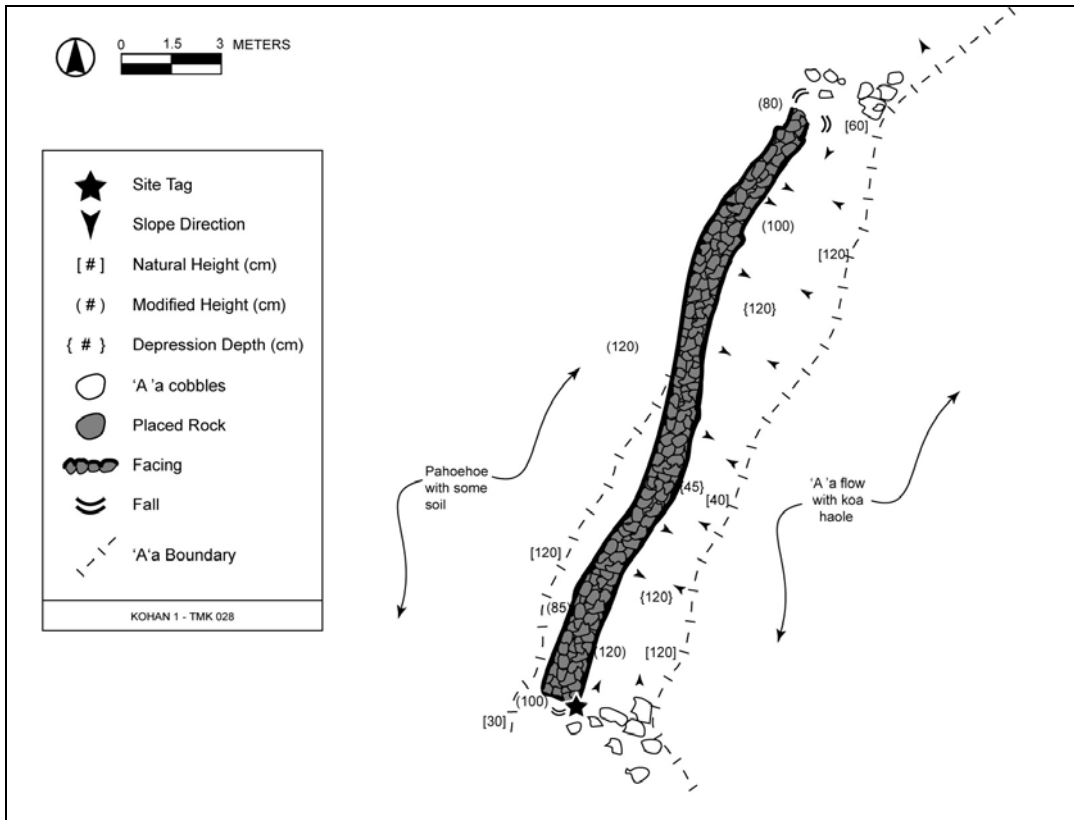 0 1.5 3 METERS
Site Tag
Slope Direction
[ # ] Natural Height (cm)
( # ) Modified Height (cm)
{ # } Depression Depth (cm)
‘A ’a cobbles
Placed Rock
Facing
Fall
‘A‘a Boundary
KOHAN 1 - TMK 028
(80)
[60]
(100)
[120]
{120}
(120)
Pahoehoe
with some
soil
‘A ’a flow
with koa
haole
{45}
[40]
[120]
{120}
(85)
(120)
[120]
(100)
[30]